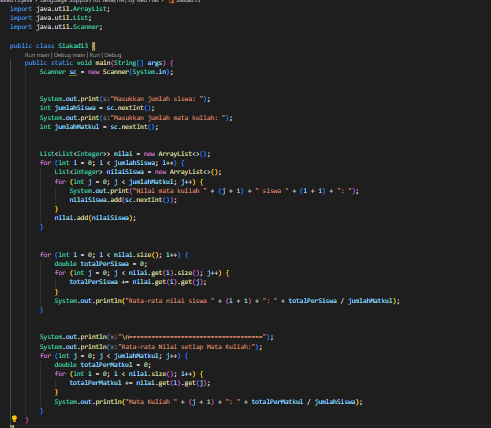 import java.util.ArrayList;
import java.util.List;
import java.util.Scanner;
public class Siakad13 {
Run main | Debug main | Run | Debug
public static void main(String[] args) {
Scanner sc = new Scanner(System.in);
System.out.print(s:"Masukkan jumlah siswa: ");
int jumlahSiswa = sc.nextInt();
System.out.print(s:"Masukkan jumlah mata kuliah: ");
int jumlahMatkul = sc.nextInt();
List<List<Integer>> nilai = new ArrayList<>();
for (int i = 0; i < jumlahSiswa; i++) {
List<Integer> nilaiSiswa = new ArrayList<>();
for (int j = 0; j < jumlahMatkul; j++) {
System.out.print("Nilai mata kuliah " + (j + 1) + " siswa " + (i + 1) + ": ");
nilaiSiswa.add(sc.nextInt());
}
nilai.add(nilaiSiswa);
}
for (int i = 0; i < nilai.size(); i++) {
double totalPerSiswa = 0;
for (int j = 0; j < nilai.get(i).size(); j++) {
totalPerSiswa += nilai.get(i).get(j);
}
System.out.println("Rata-rata nilai siswa " + (i + 1) + ": " + totalPerSiswa / jumlahMatkul);
}
System.out.println(x:"\n===================================");
System.out.println(x:"Rata-rata Nilai setiap Mata Kuliah:");
for (int j = 0; j < jumlahMatkul; j++) {
double totalPerMatkul = 0;
for (int i = 0; i < nilai.size(); i++) {
totalPerMatkul += nilai.get(i).get(j);
}
System.out.println("Mata Kuliah " + (j + 1) + ": " + totalPerMatkul / jumlahSiswa);
}
}